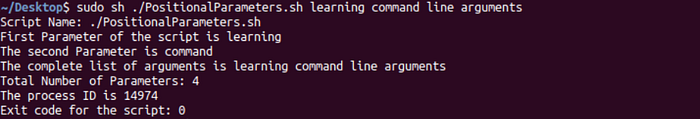 ~/Desktop$ sudo sh ./PositionalParameters.sh learning command line arguments
Script Name: ./PositionalParameters.sh
First Parameter of the script is learning
The second Parameter is command
The complete list of arguments is learning command line arguments
Total Number of Parameters: 4
The process ID is 14974
Exit code for the script: 0